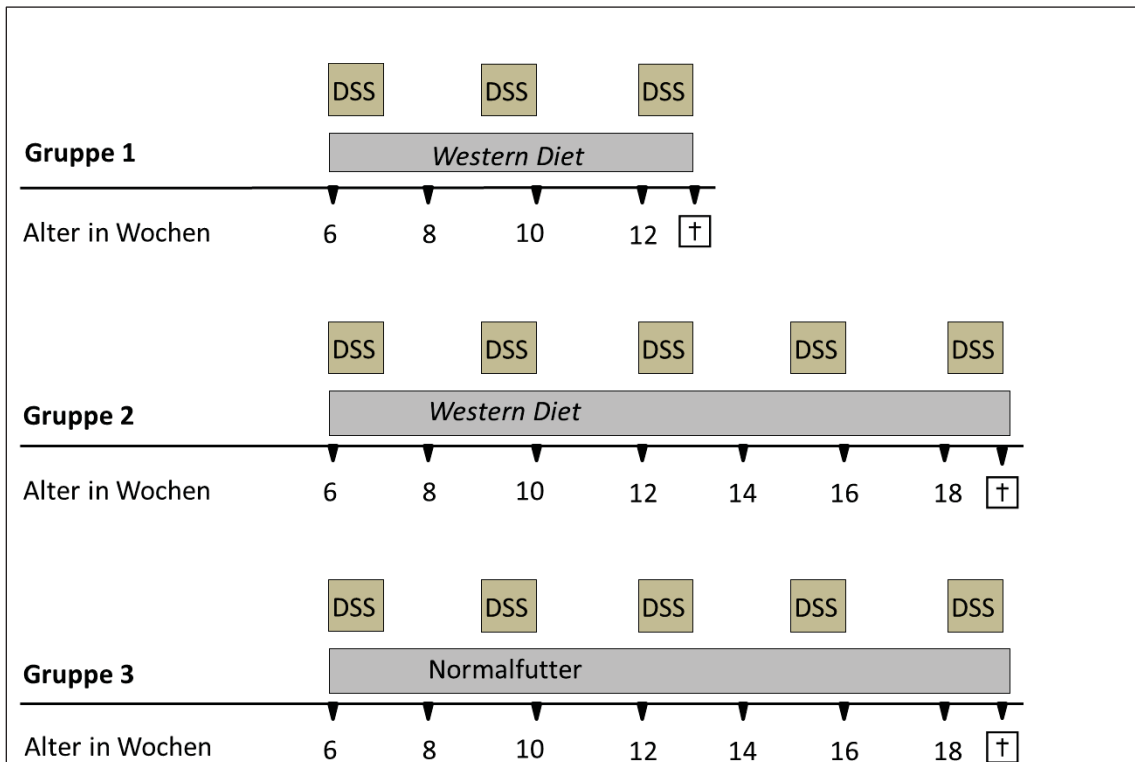 DSS DSS DSS
Gruppe 1 Western Diet
Alter in Wochen 6 8 10 12 †
DSS DSS DSS DSS DSS
Gruppe 2 Western Diet
Alter in Wochen 6 8 10 12 14 16 18 †
DSS DSS DSS DSS DSS
Gruppe 3 Normalfutter
Alter in Wochen 6 8 10 12 14 16 18 †